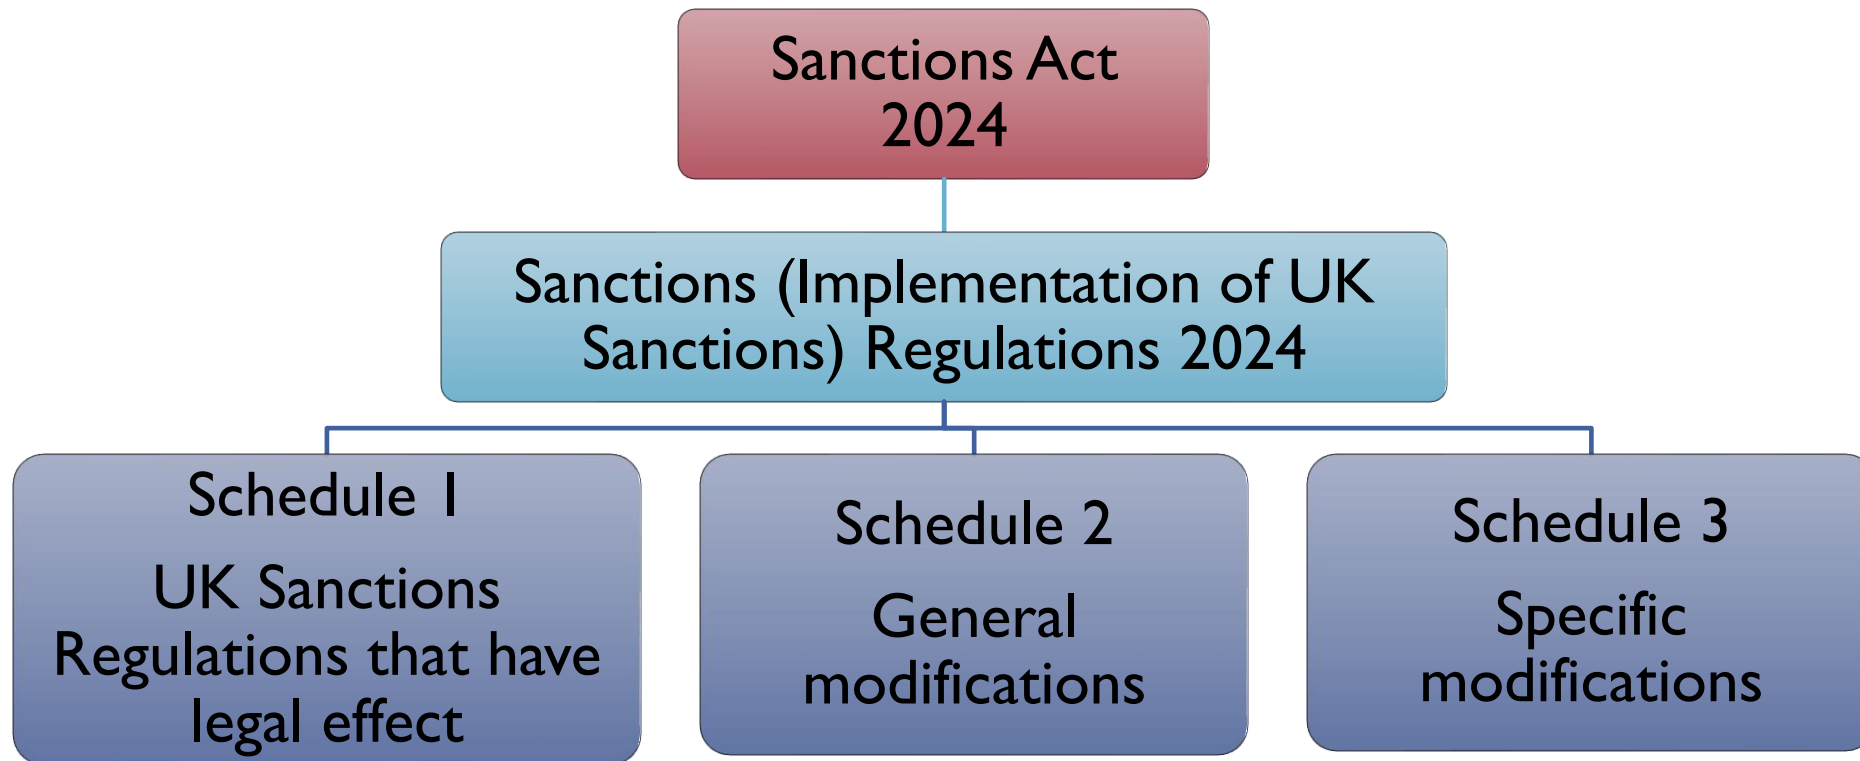 Sanctions Act
2024
Sanctions (Implementation of UK
Sanctions) Regulations 2024
Schedule 1
UK Sanctions
Regulations that have
legal effect
Schedule 2
General
modifications
Schedule 3
Specific
modifications